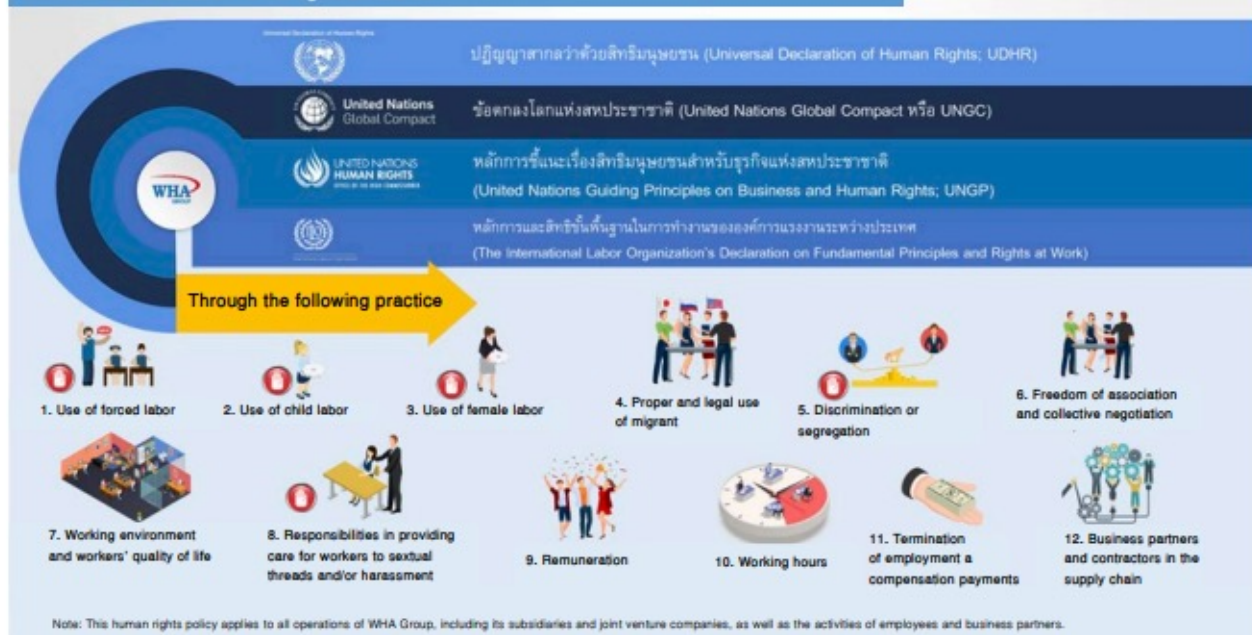 Universal Declaration of Human Rights
ปฏิญญาสากลว่าด้วยสิทธิมนุษยชน (Universal Declaration of Human Rights; UDHR)
United Nations
Global Compact
ข้อตกลงโลกแห่งสหประชาชาติ (United Nations Global Compact หรือ UNGC)
UNITED NATIONS
HUMAN RIGHTS
OFFICE OF THE HIGH COMMISSIONER
หลักการชี้แนะเรื่องสิทธิมนุษยชนสำหรับธุรกิจแห่งสหประชาชาติ
(United Nations Guiding Principles on Business and Human Rights; UNGP)
WHA
GROUP
หลักการและสิทธิขั้นพื้นฐานในการทำงานขององค์การแรงงานระหว่างประเทศ
(The International Labor Organization's Declaration on Fundamental Principles and Rights at Work)
Through the following practice
1. Use of forced labor
2. Use of child labor
3. Use of female labor
4. Proper and legal use
of migrant
5. Discrimination or
segregation
6. Freedom of association
and collective negotiation
7. Working environment
and workers' quality of life
8. Responsibilities in providing
care for workers to sextual
threads and/or harassment
9. Remuneration
10. Working hours
11. Termination
of employment a
compensation payments
12. Business partners
and contractors in the
supply chain
Note: This human rights policy applies to all operations of WHA Group, including its subsidiaries and joint venture companies, as well as the activities of employees and business partners.